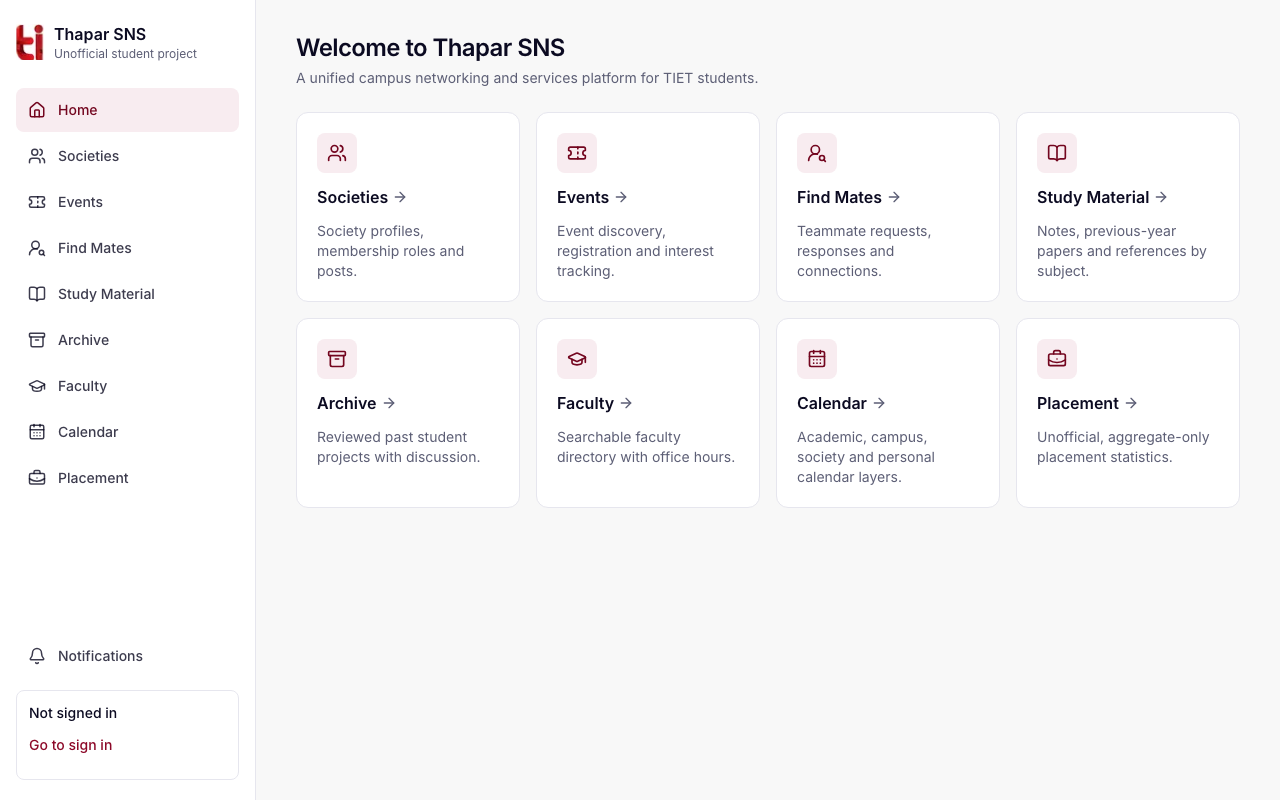 ti
Thapar SNS
Unofficial student project
Home
Societies
Events
Find Mates
Study Material
Archive
Faculty
Calendar
Placement
Notifications
Not signed in
Go to sign in
Welcome to Thapar SNS
A unified campus networking and services platform for TIET students.
Societies →
Society profiles,
membership roles and
posts.
Events →
Event discovery,
registration and interest
tracking.
Find Mates →
Teammate requests,
responses and
connections.
Study Material →
Notes, previous-year
papers and references by
subject.
Archive →
Reviewed past student
projects with discussion.
Faculty →
Searchable faculty
directory with office hours.
Calendar →
Academic, campus,
society and personal
calendar layers.
Placement →
Unofficial, aggregate-only
placement statistics.